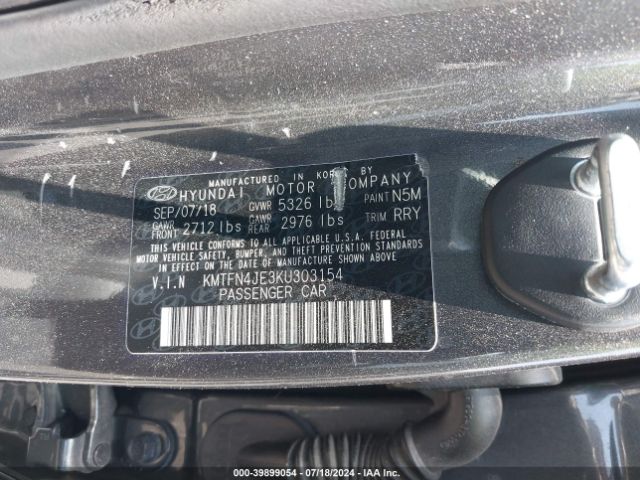 MANUFACTURED IN KOREA BY
HYUNDAI MOTOR COMPANY
SEP/07/18 GVWR 5326 lb PAINT N5M
GAWR FRONT 2712 lbs GAWR REAR 2976 lbs TRIM RRY
THIS VEHICLE CONFORMS TO ALL APPLICABLE U.S.A. FEDERAL
MOTOR VEHICLE SAFETY, BUMPER, AND THEFT PREVENTION STANDARDS
IN EFFECT ON THE DATE OF MANUFACTURE SHOWN ABOVE.
V.I.N KMTFN4JE3KU303154
PASSENGER CAR
000-39899054 07/18/2024 IAA Inc.